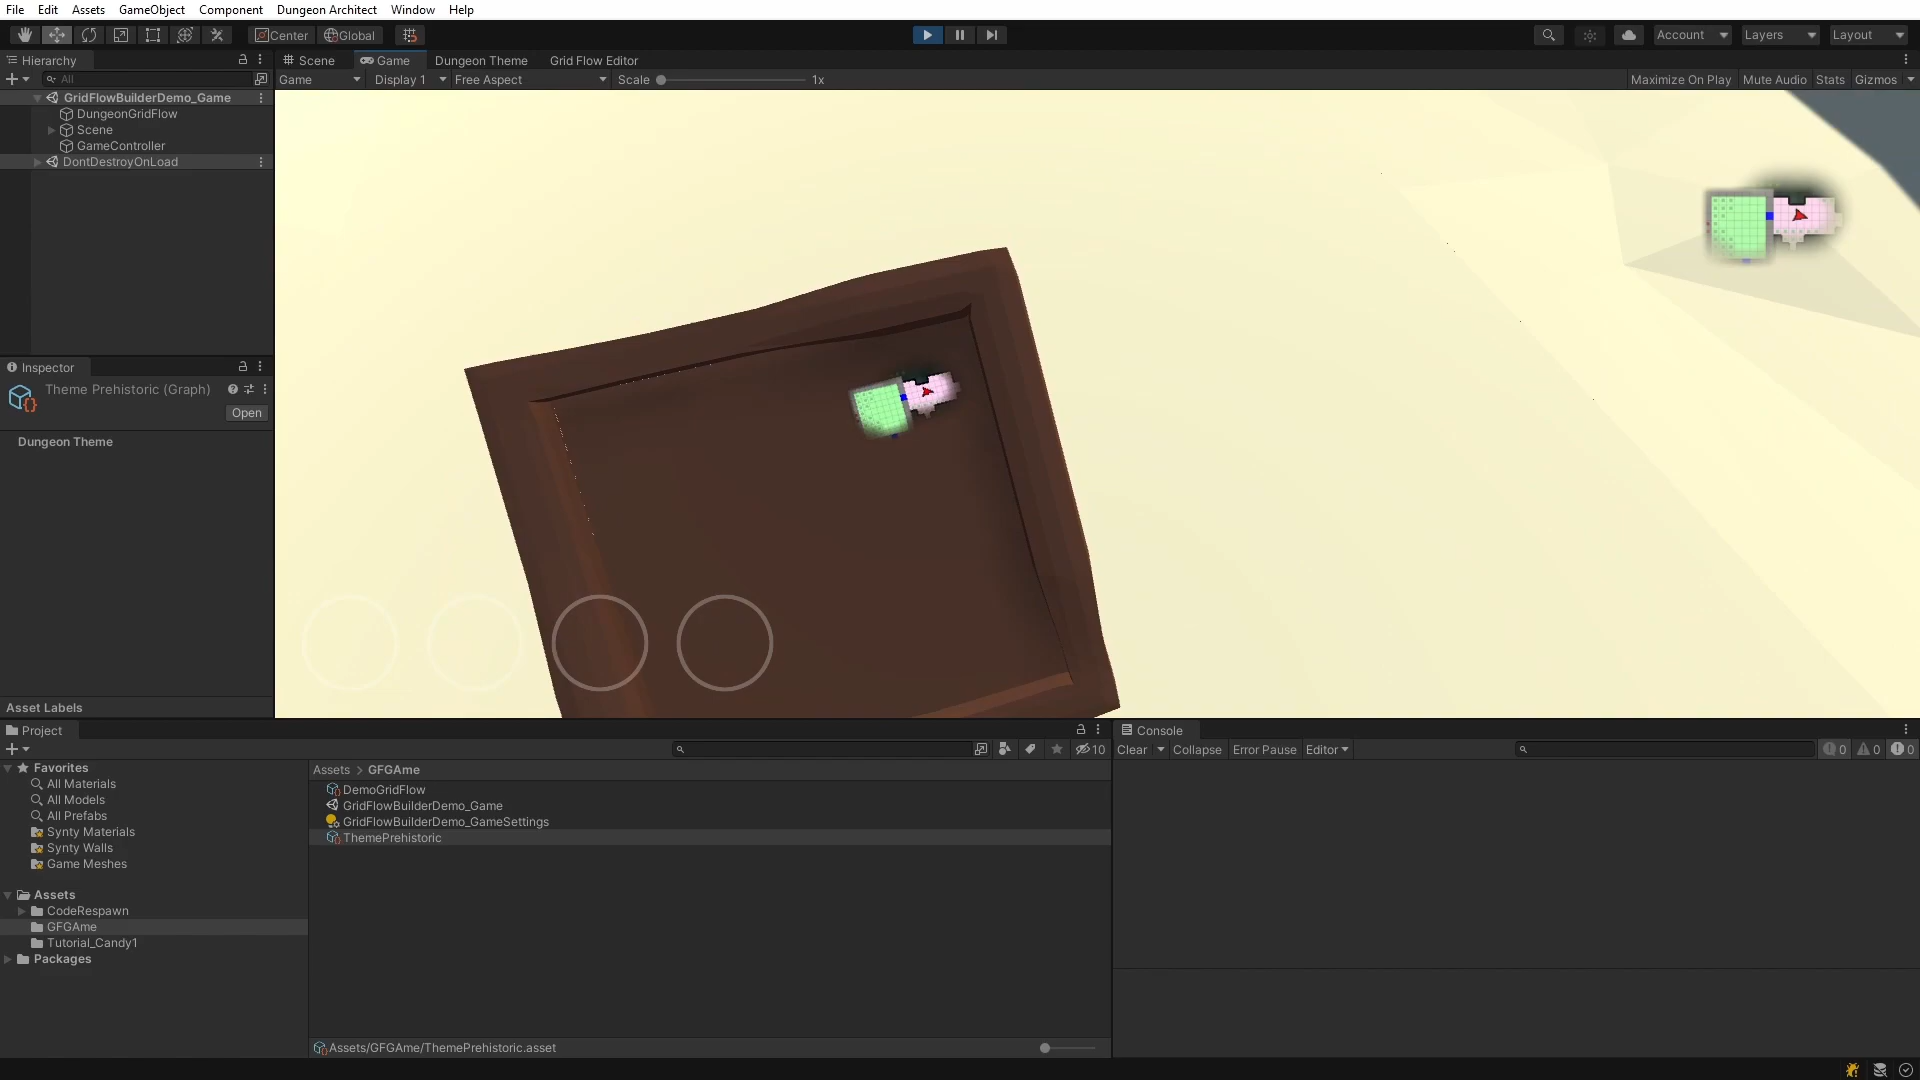 File Edit Assets GameObject Component Dungeon Architect Window Help
Center Global Account Layers Layout
Hierarchy Scene Game Dungeon Theme Grid Flow Editor
All Game Display 1 Free Aspect Scale 1x Maximize On Play Mute Audio Stats Gizmos
GridFlowBuilderDemo_Game
DungeonGridFlow
Scene
GameController
DontDestroyOnLoad
Inspector
Theme Prehistoric (Graph)
Open
Dungeon Theme
Asset Labels
Project Console
10 Clear Collapse Error Pause Editor 0 0 0
Favorites
All Materials
All Models
All Prefabs
Synty Materials
Synty Walls
Game Meshes
Assets
CodeRespawn
GFGAme
Tutorial_Candy1
Packages
Assets > GFGAme
DemoGridFlow
GridFlowBuilderDemo_Game
GridFlowBuilderDemo_GameSettings
ThemePrehistoric
Assets/GFGAme/ThemePrehistoric.asset